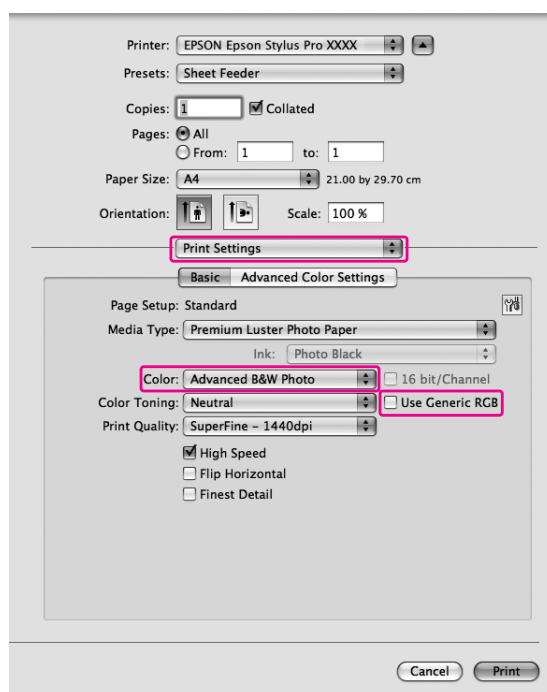 Printer: EPSON Epson Stylus Pro XXXX
Presets: Sheet Feeder
Copies: 1 Collated
Pages: All
From: 1 to: 1
Paper Size: A4 21.00 by 29.70 cm
Orientation: Scale: 100 %
Print Settings
Basic Advanced Color Settings
Page Setup: Standard
Media Type: Premium Luster Photo Paper
Ink: Photo Black
Color: Advanced B&W Photo 16 bit/Channel
Color Toning: Neutral Use Generic RGB
Print Quality: SuperFine – 1440dpi
High Speed
Flip Horizontal
Finest Detail
Cancel Print